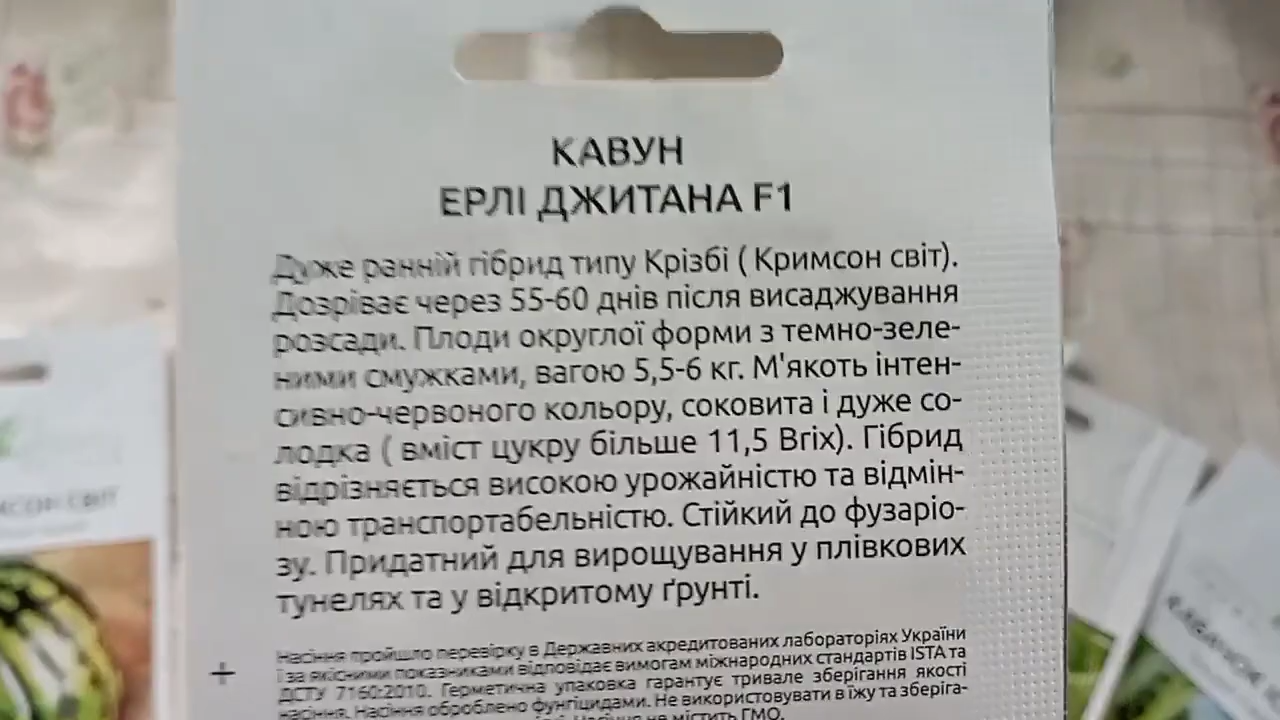 КАВУН
ЕРЛІ ДЖИТАНА F1
Дуже ранній гібрид типу Крізбі ( Кримсон світ).
Дозріває через 55-60 днів після висаджування
розсади. Плоди округлої форми з темно-зеле-
ними смужками, вагою 5,5-6 кг. М'якоть інтен-
сивно-червоного кольору, соковита і дуже со-
лодка ( вміст цукру більше 11,5 Brix). Гібрид
відрізняється високою урожайністю та відмін-
ною транспортабельністю. Стійкий до фузаріо-
зу. Придатний для вирощування у плівкових
тунелях та у відкритому ґрунті.
Насіння пройшло перевірку в Державних акредитованих лабораторіях України
і за якісними показниками відповідає вимогам міжнародних стандартів ISTA та
ДСТУ 7160:2010. Герметична упаковка гарантує тривале зберігання якості
насіння. Насіння оброблено фунгіцидами. Не використовувати в їжу та зберіга-
Насіння не містить ГМО.
СВІТ